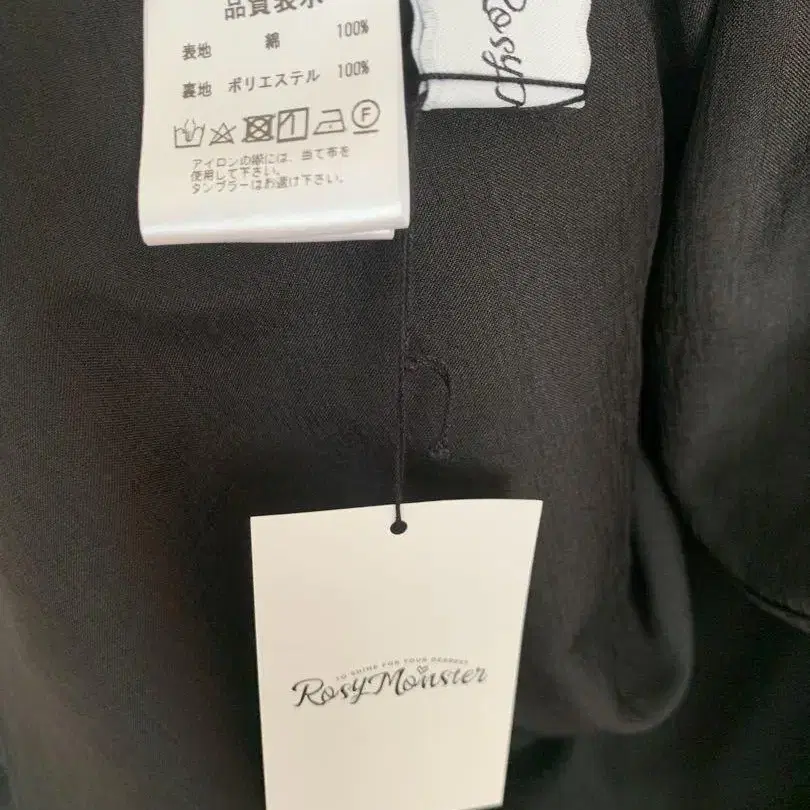 品質表示
表地 綿 100%
裏地 ポリエステル 100%
F
アイロンの際には、当て布を
使用して下さい。
タンブラーはお避け下さい。
Rosy
TO SHINE FOR YOUR DEAREST
RosyMonster